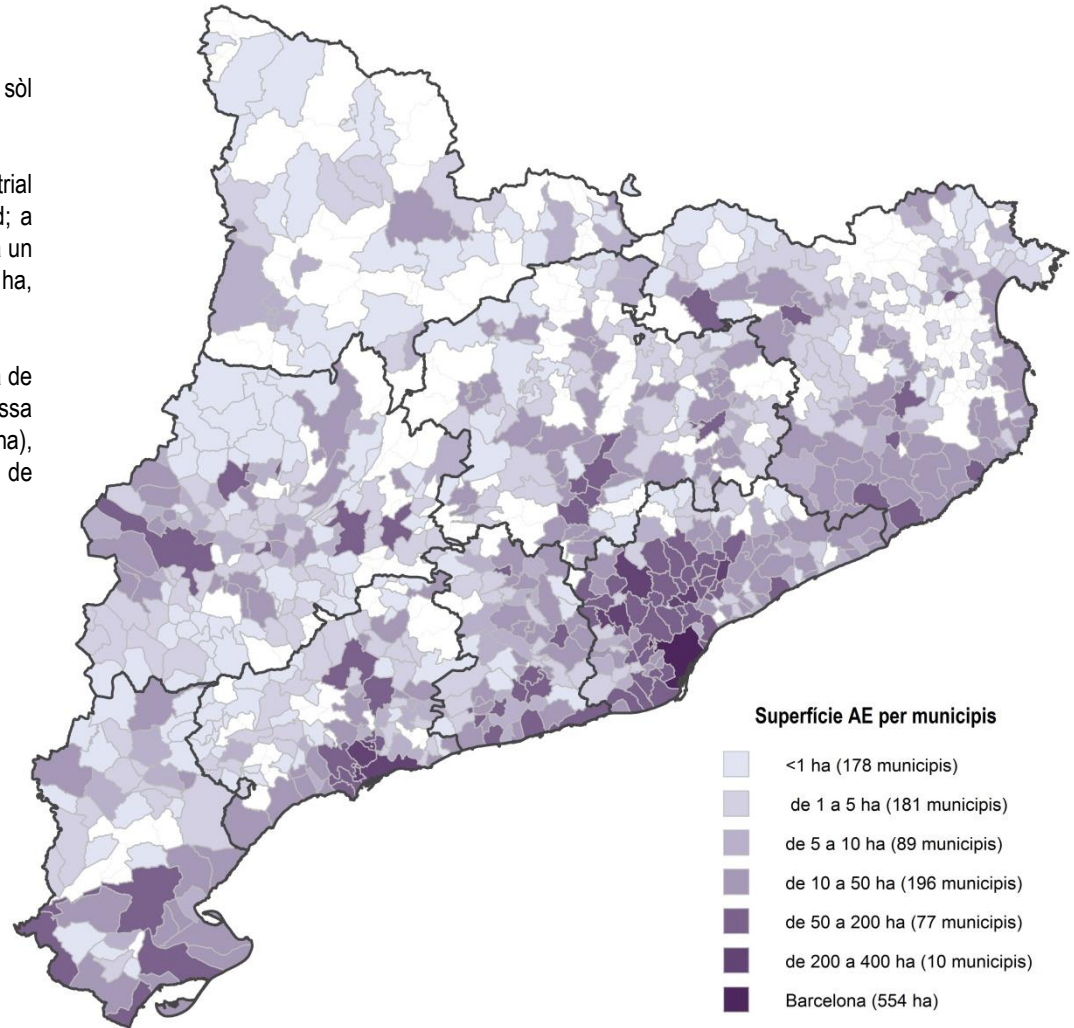 sòl
trial
d; a
a un
ha,
a de
ssa
ha),
de
Superfície AE per municipis
<1 ha (178 municipis)
de 1 a 5 ha (181 municipis)
de 5 a 10 ha (89 municipis)
de 10 a 50 ha (196 municipis)
de 50 a 200 ha (77 municipis)
de 200 a 400 ha (10 municipis)
Barcelona (554 ha)